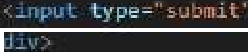 <input type="submit"
div>